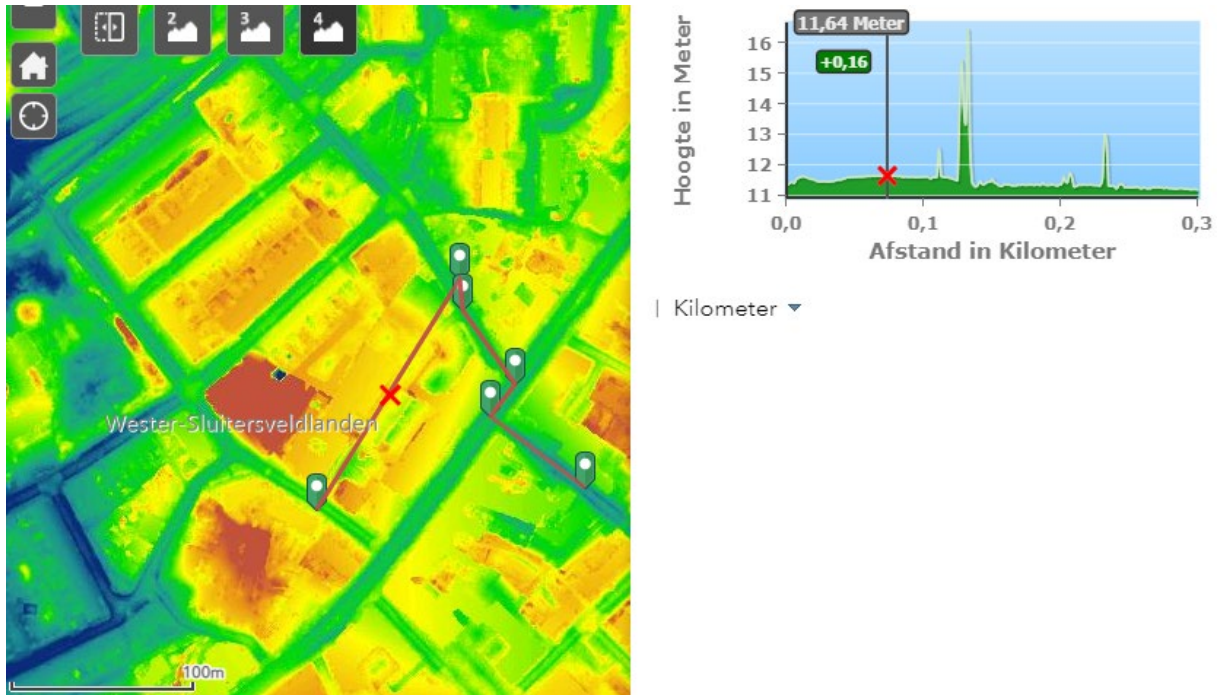 2
3
4
Wester-Sluitersveldlanden
100m
Hoogte in Meter
11,64 Meter
+0,16
16
15
14
13
12
11
0,0
0,1
0,2
0,3
Afstand in Kilometer
| Kilometer